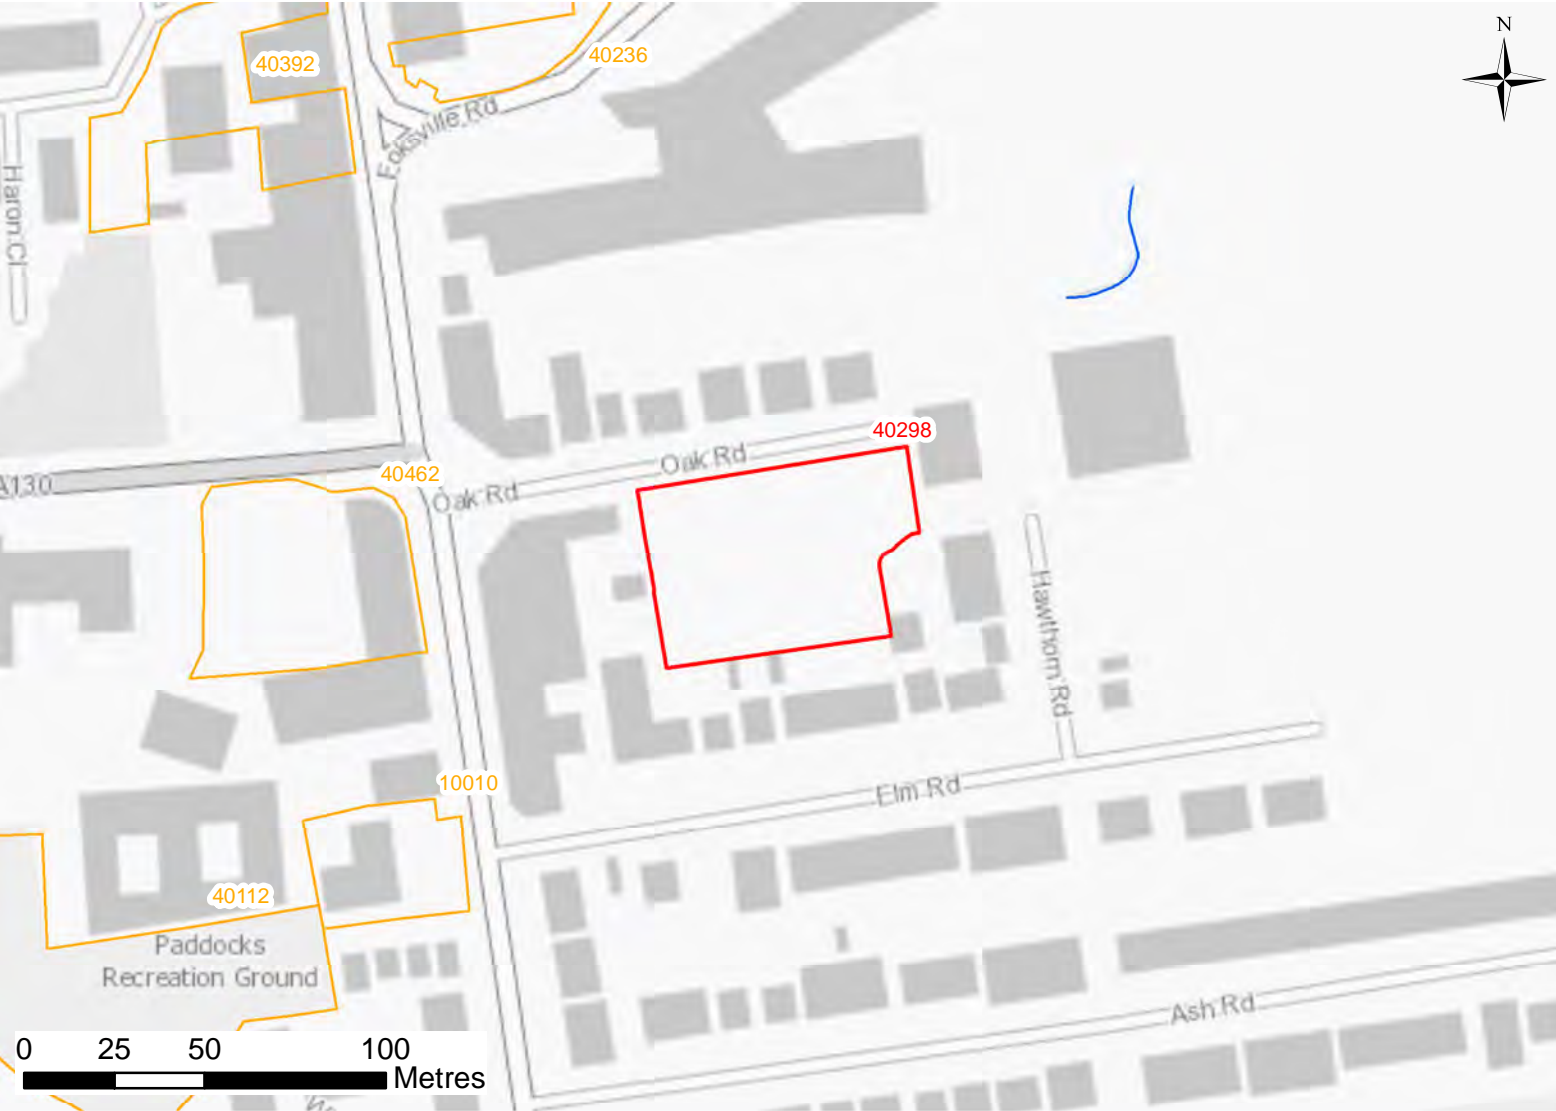 N
40392
40236
Foksville Rd
Haron Cl
40298
Oak Rd
40462
A130
Oak Rd
Hawthorn Rd
10010
Elm Rd
40112
Paddocks
Recreation Ground
Ash Rd
0 25 50 100
Metres